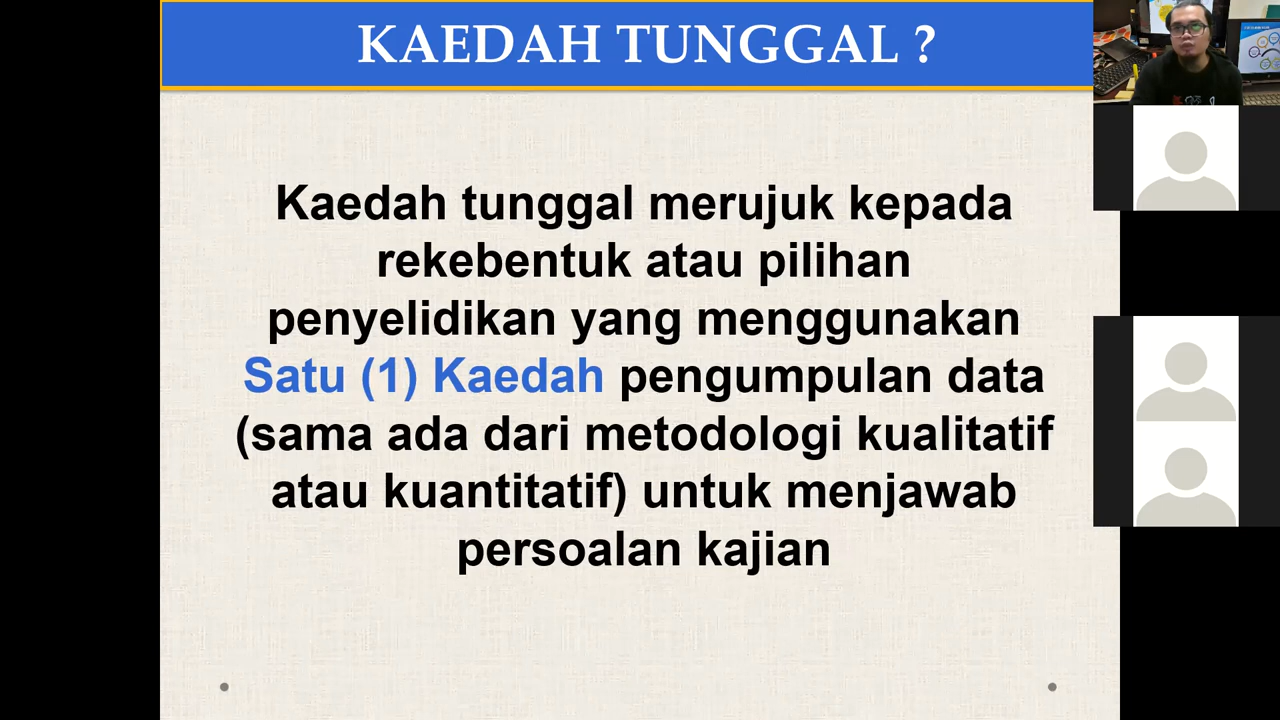 KAEDAH TUNGGAL ?
Kaedah tunggal merujuk kepada
rekebentuk atau pilihan
penyelidikan yang menggunakan
Satu (1) Kaedah pengumpulan data
(sama ada dari metodologi kualitatif
atau kuantitatif) untuk menjawab
persoalan kajian